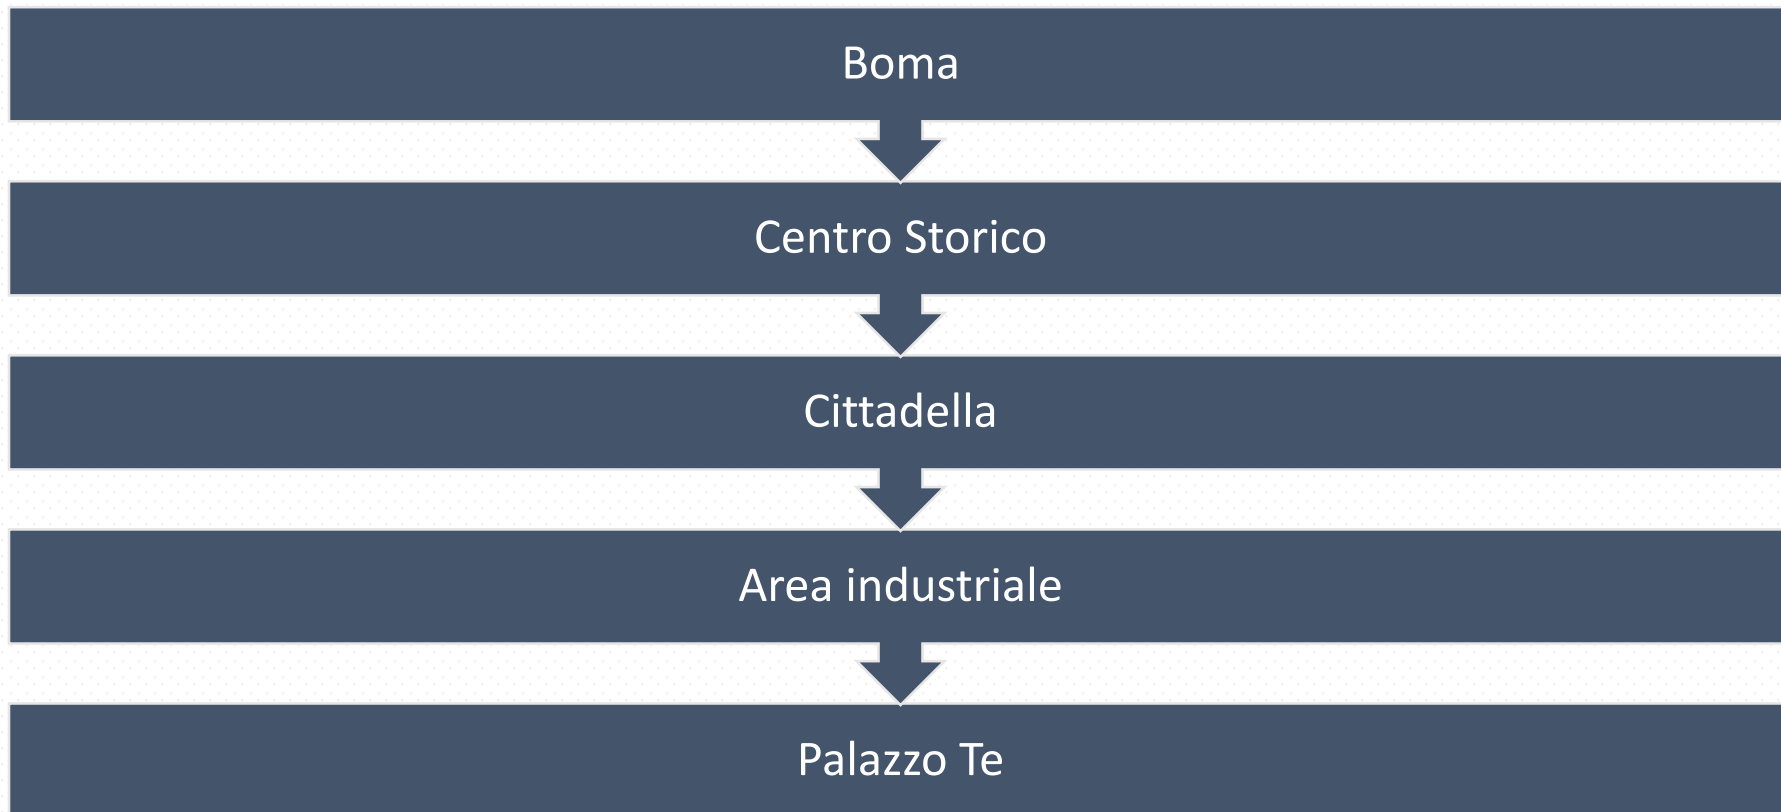 Boma
Centro Storico
Cittadella
Area industriale
Palazzo Te